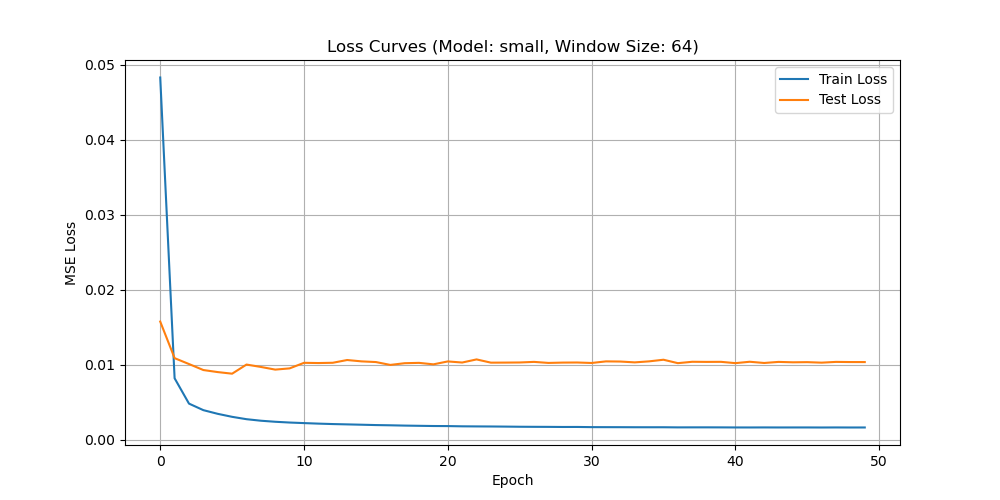 Loss Curves (Model: small, Window Size: 64)
0.05
0.04
0.03
0.02
0.01
0.00
MSE Loss
Train Loss
Test Loss
0
10
20
30
40
50
Epoch